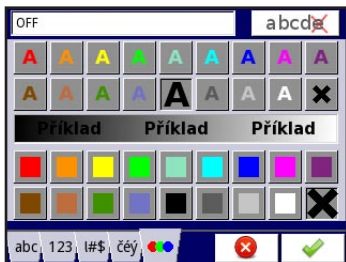 OFF abcde
A A A A A A A A A
A A A A A A A A
Příklad Příklad Příklad
abc 123 !#$ čéý